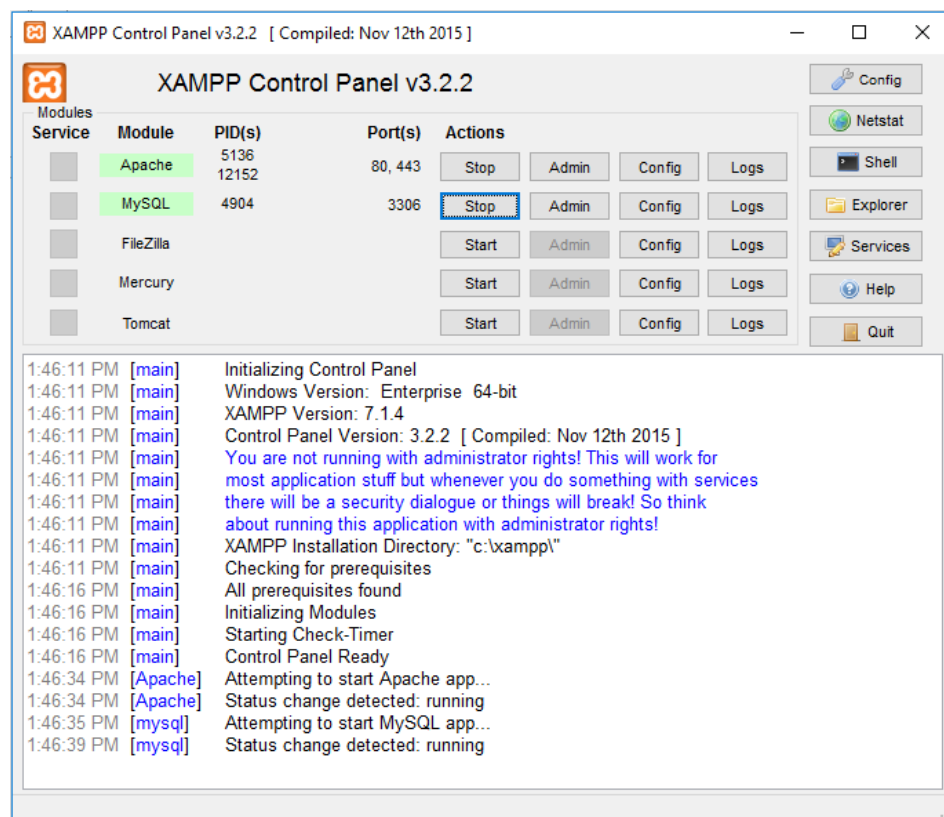 XAMPP Control Panel v3.2.2 [ Compiled: Nov 12th 2015 ]
XAMPP Control Panel v3.2.2
Config
Modules
Service Module PID(s) Port(s) Actions
Netstat
Apache 5136 12152 80, 443 Stop Admin Config Logs
Shell
MySQL 4904 3306 Stop Admin Config Logs
Explorer
FileZilla Start Admin Config Logs
Services
Mercury Start Admin Config Logs
Help
Tomcat Start Admin Config Logs
Quit
1:46:11 PM [main] Initializing Control Panel
1:46:11 PM [main] Windows Version: Enterprise 64-bit
1:46:11 PM [main] XAMPP Version: 7.1.4
1:46:11 PM [main] Control Panel Version: 3.2.2 [ Compiled: Nov 12th 2015 ]
1:46:11 PM [main] You are not running with administrator rights! This will work for
1:46:11 PM [main] most application stuff but whenever you do something with services
1:46:11 PM [main] there will be a security dialogue or things will break! So think
1:46:11 PM [main] about running this application with administrator rights!
1:46:11 PM [main] XAMPP Installation Directory: "c:\xampp\"
1:46:11 PM [main] Checking for prerequisites
1:46:16 PM [main] All prerequisites found
1:46:16 PM [main] Initializing Modules
1:46:16 PM [main] Starting Check-Timer
1:46:16 PM [main] Control Panel Ready
1:46:34 PM [Apache] Attempting to start Apache app...
1:46:34 PM [Apache] Status change detected: running
1:46:35 PM [mysql] Attempting to start MySQL app...
1:46:39 PM [mysql] Status change detected: running